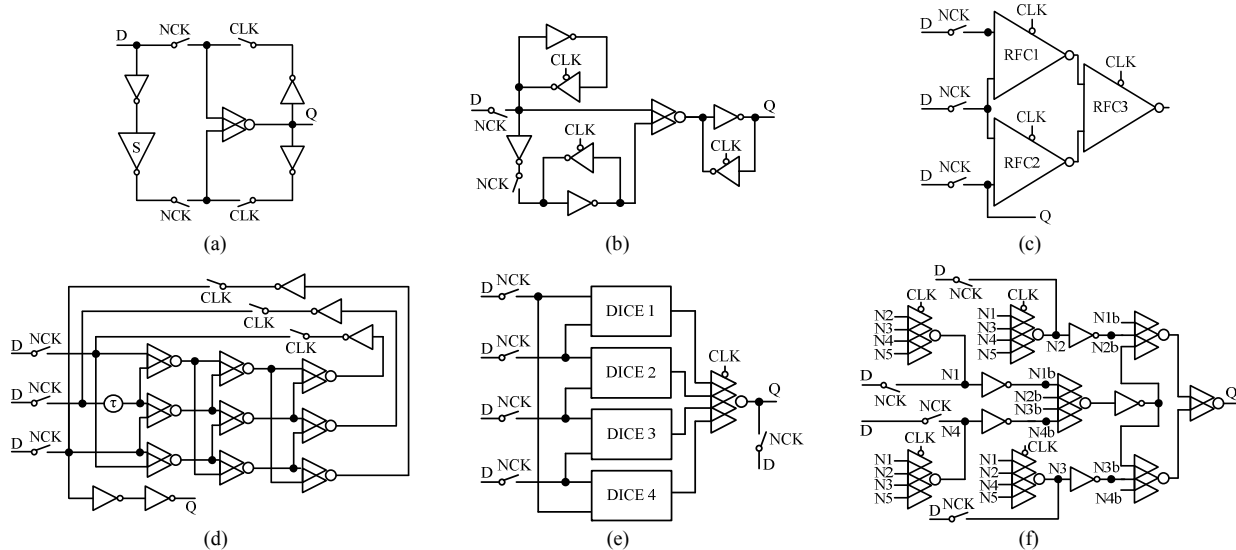 D NCK CLK
S
Q
NCK CLK
(a)
CLK
D
NCK
CLK
NCK
Q
CLK
(b)
D NCK CLK
RFC1
CLK
D NCK
RFC3
CLK
RFC2
D NCK
Q
(c)
CLK
CLK
CLK
D NCK
D NCK
τ
D NCK
Q
(d)
D NCK
DICE 1
D NCK
DICE 2
CLK
Q
D NCK
DICE 3
NCK
D
D NCK
DICE 4
(e)
D
NCK
CLK CLK
N2 N3 N4 N5
N1 N3 N4 N5
N2
N2b
N1b
D
NCK
N1
N1b
N2b
N3b
N4b
NCK
D
N4
Q
CLK CLK
N1 N2 N3 N5
N1 N2 N4 N5
N3
N3b
N4b
D
NCK
(f)